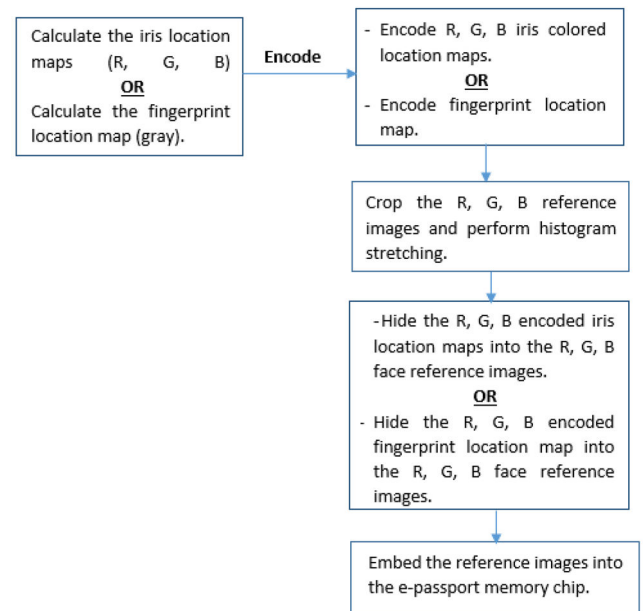 Calculate the iris location
maps (R, G, B)
OR
Calculate the fingerprint
location map (gray).
Encode
- Encode R, G, B iris colored
location maps.
OR
- Encode fingerprint location
map.
Crop the R, G, B reference
images and perform histogram
stretching.
-Hide the R, G, B encoded iris
location maps into the R, G, B
face reference images.
OR
- Hide the R, G, B encoded
fingerprint location map into
the R, G, B face reference
images.
Embed the reference images into
the e-passport memory chip.